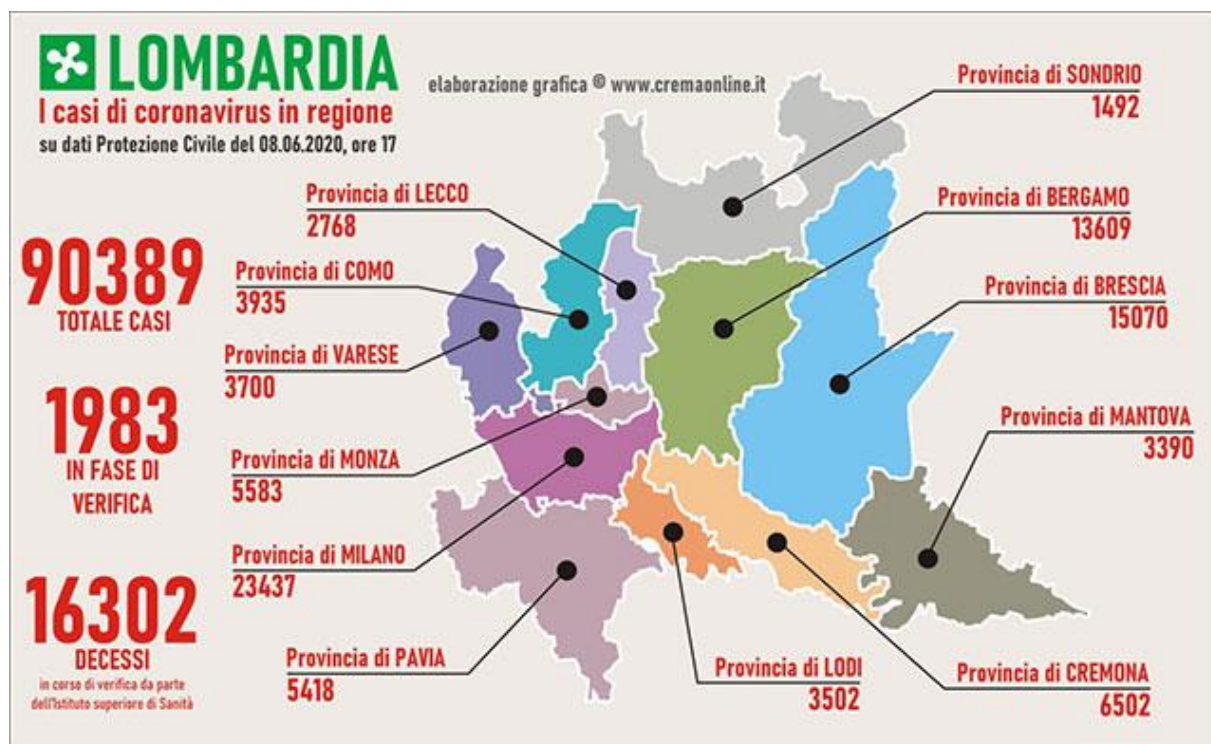 LOMBARDIA
I casi di coronavirus in regione
su dati Protezione Civile del 08.06.2020, ore 17
elaborazione grafica © www.cremaonline.it
Provincia di SONDRIO
1492
Provincia di LECCO
2768
Provincia di BERGAMO
13609
90389
TOTALE CASI
Provincia di COMO
3935
Provincia di BRESCIA
15070
Provincia di VARESE
3700
1983
IN FASE DI
VERIFICA
Provincia di MANTOVA
3390
Provincia di MONZA
5583
Provincia di MILANO
23437
16302
DECESSI
in corso di verifica da parte
dell'Istituto superiore di Sanità
Provincia di PAVIA
5418
Provincia di LODI
3502
Provincia di CREMONA
6502